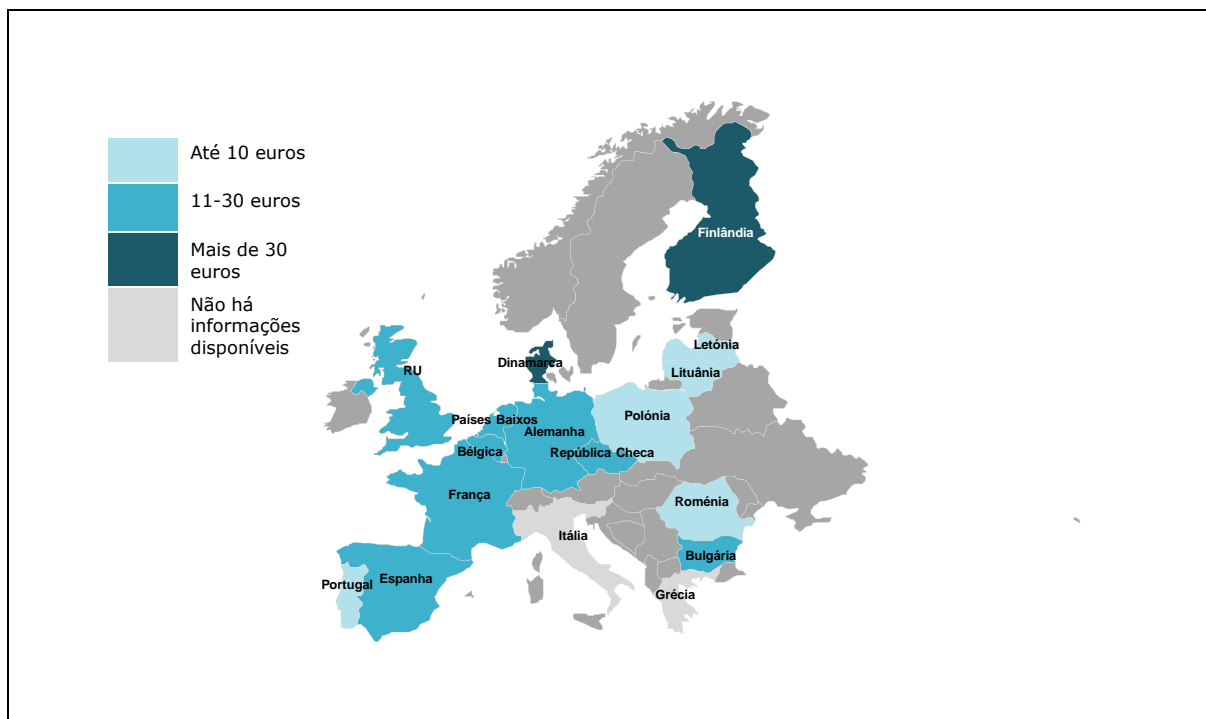 Até 10 euros
11-30 euros
Mais de 30
euros
Não há
informações
disponíveis
Finlândia
Letónia
Dinamarca
RU
Lituânia
Países Baixos
Polónia
Alemanha
Bélgica
República Checa
França
Roménia
Itália
Bulgária
Espanha
Portugal
Grécia